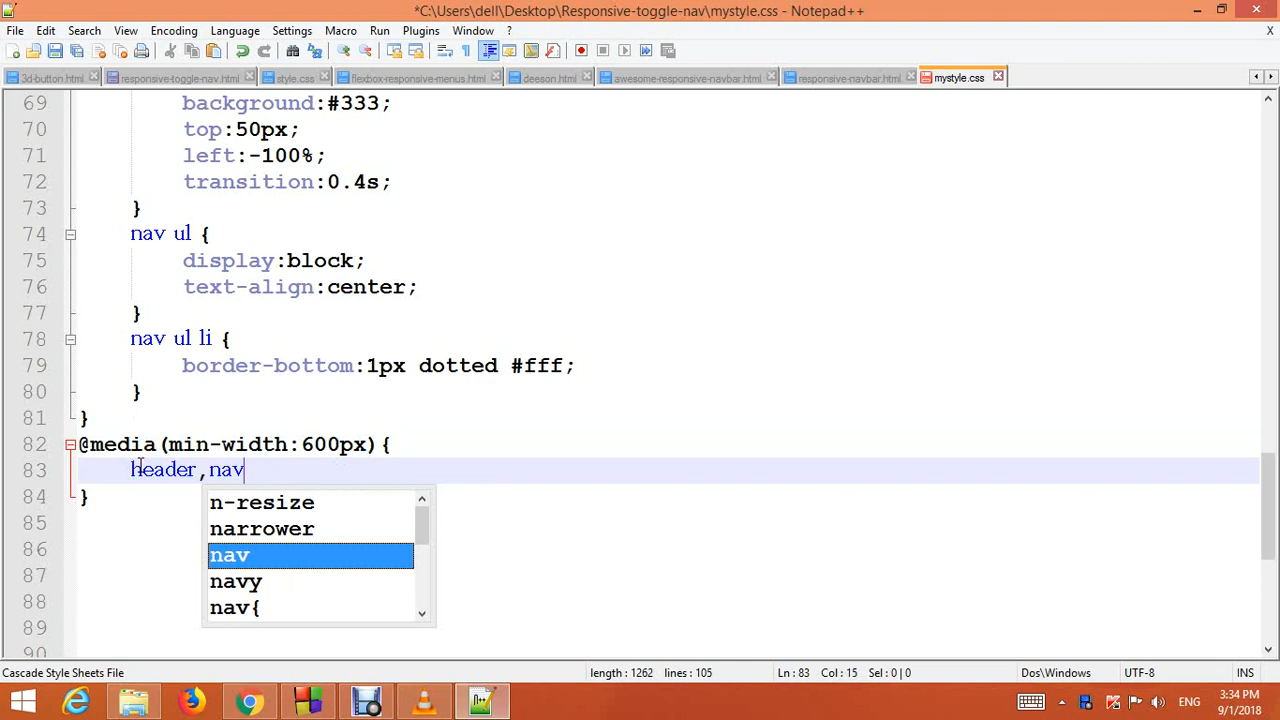 *C:\Users\dell\Desktop\Responsive-toggle-nav\mystyle.css - Notepad++
File Edit Search View Encoding Language Settings Macro Run Plugins Window ? X
3d-button.html responsive-toggle-nav.html style.css flexbox-responsive-menus.html deeson.html awesome-responsive-navbar.html responsive-navbar.html mystyle.css
69 background:#333;
70 top:50px;
71 left:-100%;
72 transition:0.4s;
73 }
74 nav ul {
75 display:block;
76 text-align:center;
77 }
78 nav ul li {
79 border-bottom:1px dotted #fff;
80 }
81 }
82 @media(min-width:600px){
83 header,nav
84 }
n-resize
narrower
nav
navy
nav{
85
86
87
88
89
90
Cascade Style Sheets File length : 1262 lines : 105 Ln : 83 Col : 15 Sel : 0 | 0 Dos\Windows UTF-8 INS
ENG 3:34 PM
9/1/2018